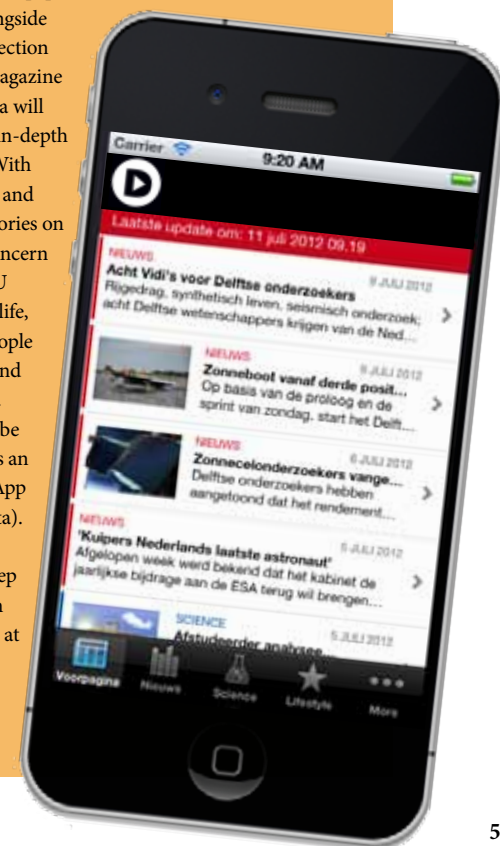 ngside
ection
agazine
a will
in-depth
With
and
ories on
ncern
U
life,
ople
nd
be
s an
App
ta).
ep
n
at
Carrier
9:20 AM
D
Laatste update om: 11 juli 2012 09.19
NIEUWS
9 JULI 2012
Acht Vidi's voor Delftse onderzoekers
Rijgedrag, synthetisch leven, seismisch onderzoek;
acht Delftse wetenschappers krijgen van de Ned...
NIEUWS
9 JULI 2012
Zonneboot vanaf derde posit...
Op basis van de proloog en de
sprint van zondag, start het Delft...
NIEUWS
6 JULI 2012
Zonnecelonderzoekers vange...
Delftse onderzoekers hebben
aangetoond dat het rendement...
NIEUWS
5 JULI 2012
'Kuipers Nederlands laatste astronaut'
Afgelopen week werd bekend dat het kabinet de
jaarlijkse bijdrage aan de ESA terug wil brengen...
SCIENCE
5 JULI 2012
Afstudeerder analysee...
Voorpagina
Nieuws
Science
Lifestyle
More
5